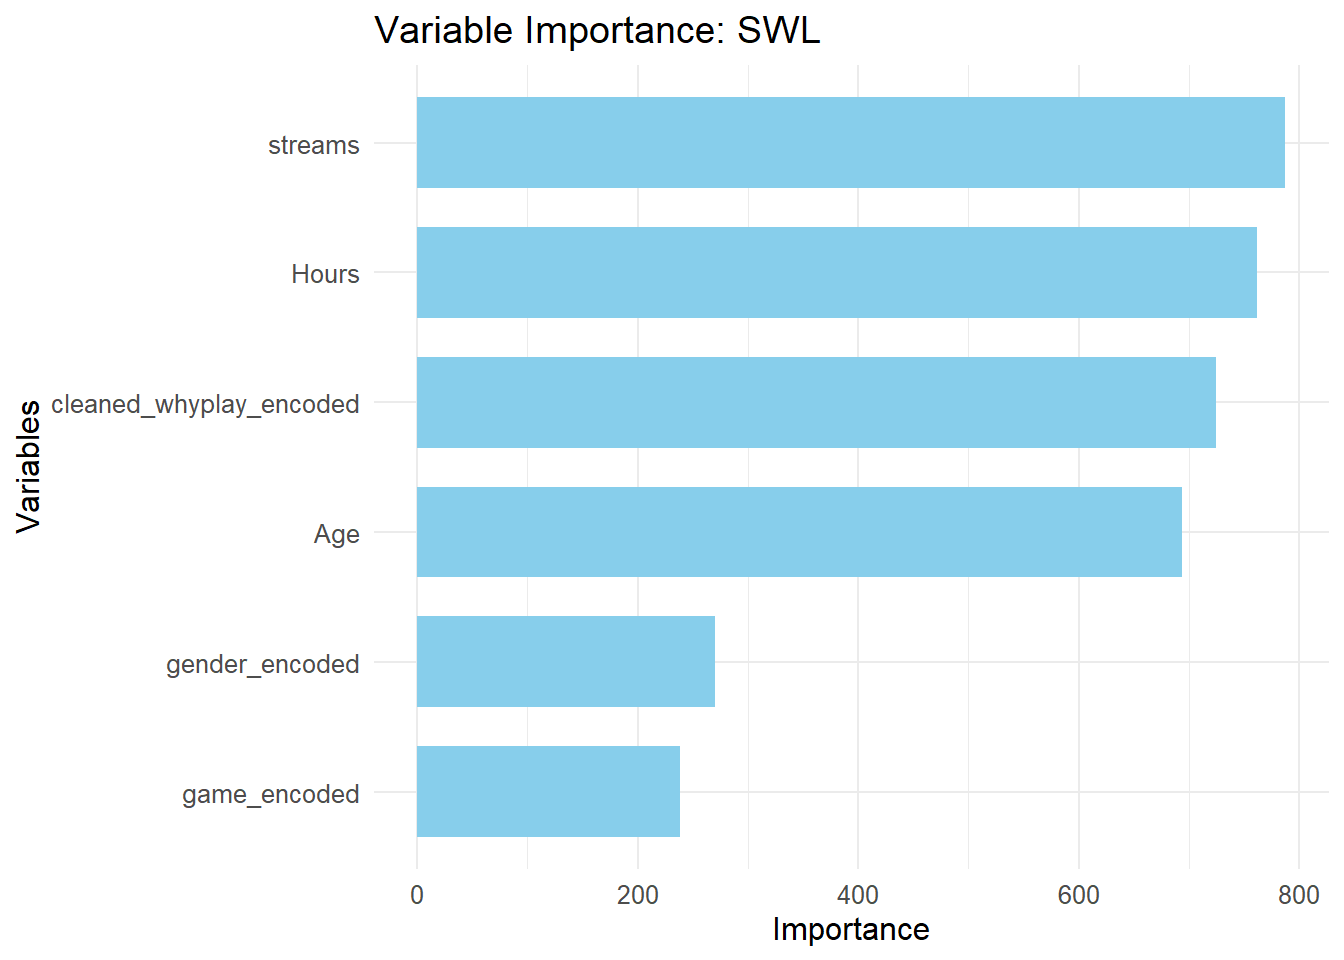 Variable Importance: SWL
streams
Hours
cleaned_whyplay_encoded
Age
gender_encoded
game_encoded
Variables
0 200 400 600 800
Importance